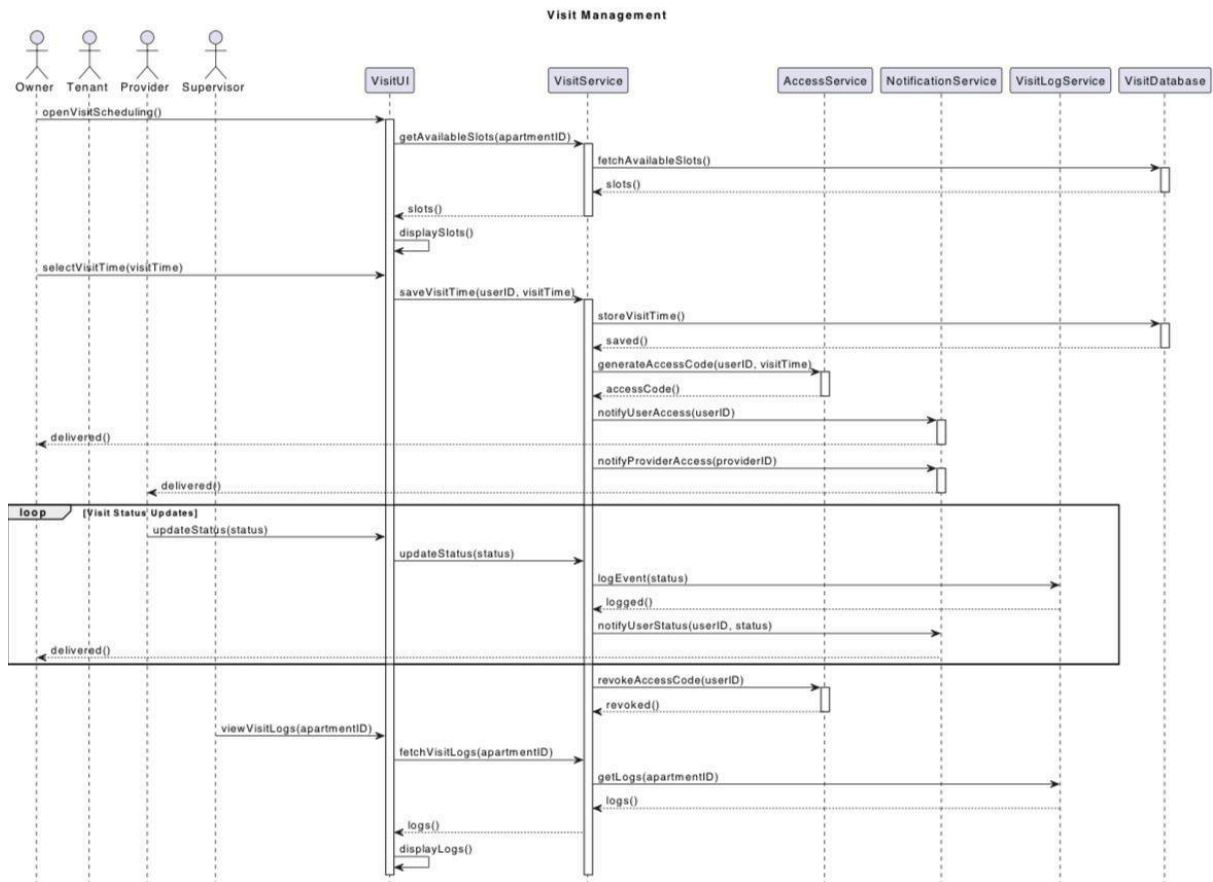 Visit Management
Owner Tenant Provider Supervisor VisitUI VisitService AccessService NotificationService VisitLogService VisitDatabase
openVisitScheduling()
getAvailableSlots(apartmentID)
fetchAvailableSlots()
slots()
slots()
displaySlots()
selectVisitTime(visitTime)
saveVisitTime(userID, visitTime)
storeVisitTime()
saved()
generateAccessCode(userID, visitTime)
accessCode()
notifyUserAccess(userID)
delivered()
notifyProviderAccess(providerID)
delivered()
loop [Visit Status Updates]
updateStatus(status)
updateStatus(status)
logEvent(status)
logged()
notifyUserStatus(userID, status)
delivered()
revokeAccessCode(userID)
revoked()
viewVisitLogs(apartmentID)
fetchVisitLogs(apartmentID)
getLogs(apartmentID)
logs()
logs()
displayLogs()